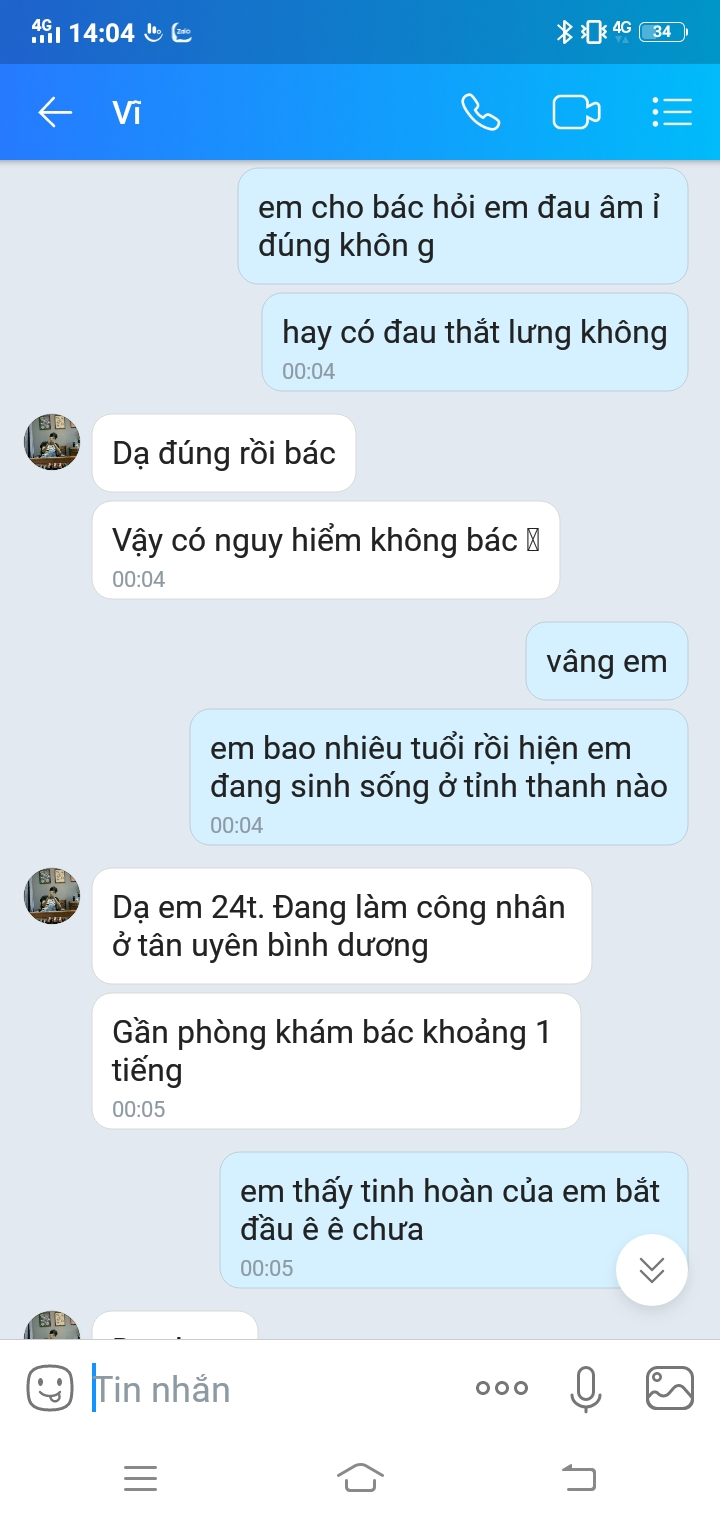 4G 14:04 4G 34
Vĩ
em cho bác hỏi em đau âm ỉ
đúng khôn g
hay có đau thắt lưng không
00:04
Dạ đúng rồi bác
Vậy có nguy hiểm không bác
00:04
vâng em
em bao nhiêu tuổi rồi hiện em
đang sinh sống ở tỉnh thanh nào
00:04
Dạ em 24t. Đang làm công nhân
ở tân uyên bình dương
Gần phòng khám bác khoảng 1
tiếng
00:05
em thấy tinh hoàn của em bắt
đầu ê ê chưa
00:05
Tin nhắn